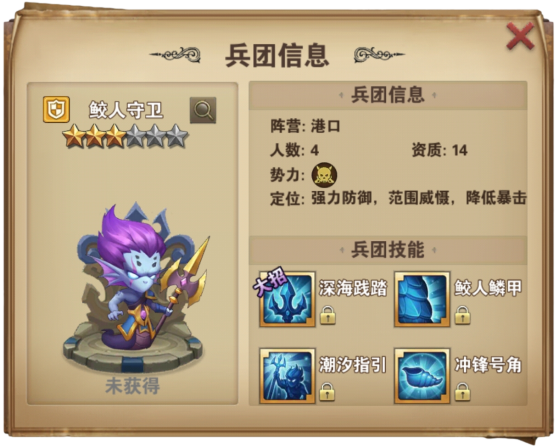 兵团信息
鲛人守卫
未获得
兵团信息
阵营: 港口
人数: 4 资质: 14
势力:
定位: 强力防御，范围威慑，降低暴击
兵团技能
大招
深海践踏 鲛人鳞甲
潮汐指引 冲锋号角